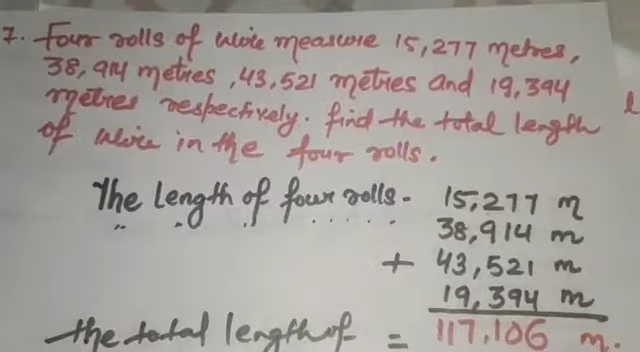 7. Four rolls of wire measure 15,277 metres,
38,914 metres, 43,521 metres and 19,394
metres respectively. find the total length
of wire in the four rolls.
The length of four rolls. 15,277 m
" " " ...... 38,914 m
+ 43,521 m
19,394 m
the total length of = 117,106 m.